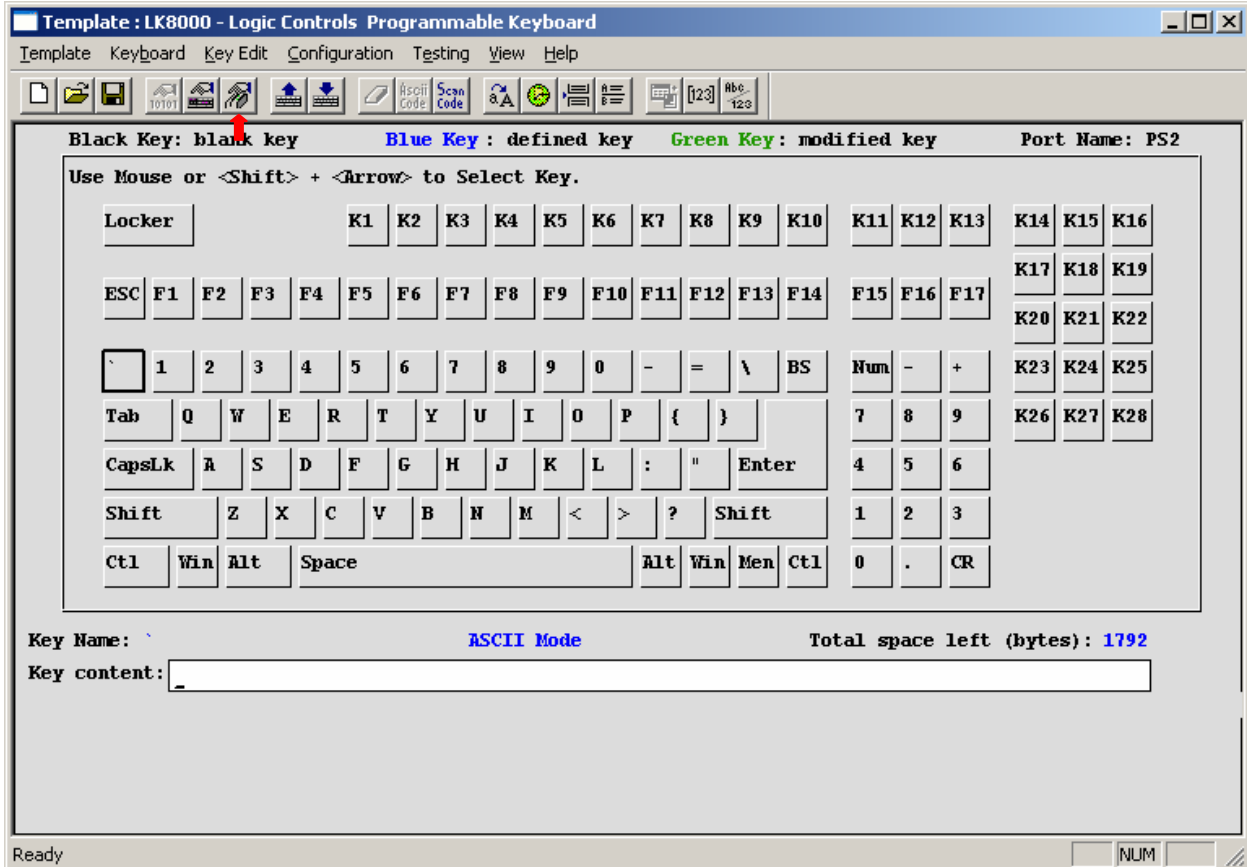 Template : LK8000 - Logic Controls  Programmable Keyboard
Template Keyboard Key Edit Configuration Testing View Help
10101 Ascii Code Scan Code a A A B [123] Abc 123
Black Key: blank key Blue Key : defined key Green Key : modified key Port Name: PS2
Use Mouse or <Shift> + <Arrow> to Select Key.
Locker K1 K2 K3 K4 K5 K6 K7 K8 K9 K10 K11 K12 K13 K14 K15 K16
K17 K18 K19
ESC F1 F2 F3 F4 F5 F6 F7 F8 F9 F10 F11 F12 F13 F14 F15 F16 F17
K20 K21 K22
` 1 2 3 4 5 6 7 8 9 0 - = \ BS Num - + K23 K24 K25
Tab Q W E R T Y U I O P { } 7 8 9 K26 K27 K28
CapsLk A S D F G H J K L : " Enter 4 5 6
Shift Z X C V B N M < > ? Shift 1 2 3
Ctl Win Alt Space Alt Win Men Ctl 0 . CR
Key Name: ` ASCII Mode Total space left (bytes): 1792
Key content: _
Ready NUM